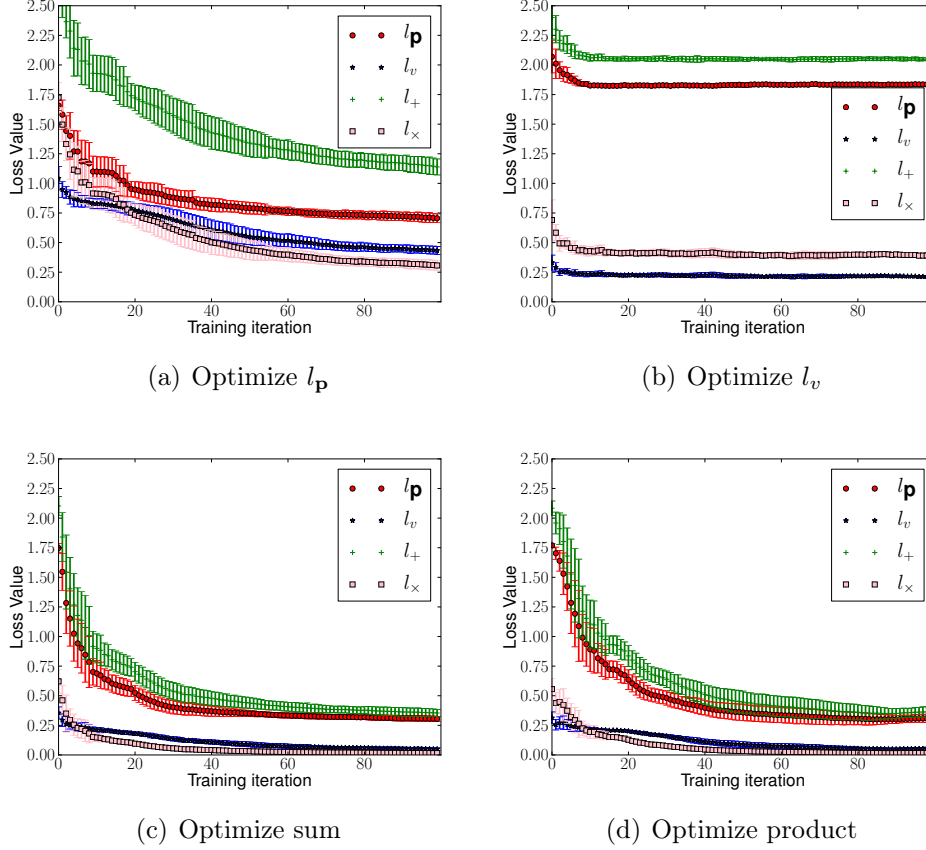 2.50
2.25
2.00
1.75
1.50
1.25
1.00
0.75
0.50
0.25
0.00
Loss Value
0 20 40 60 80
Training iteration
l𝐩
l_v
l_+
l_×
(a) Optimize l_𝐩
2.50
2.25
2.00
1.75
1.50
1.25
1.00
0.75
0.50
0.25
0.00
Loss Value
0 20 40 60 80
Training iteration
l𝐩
l_v
l_+
l_×
(b) Optimize l_v
2.50
2.25
2.00
1.75
1.50
1.25
1.00
0.75
0.50
0.25
0.00
Loss Value
0 20 40 60 80
Training iteration
l𝐩
l_v
l_+
l_×
(c) Optimize sum
2.50
2.25
2.00
1.75
1.50
1.25
1.00
0.75
0.50
0.25
0.00
Loss Value
0 20 40 60 80
Training iteration
l𝐩
l_v
l_+
l_×
(d) Optimize product